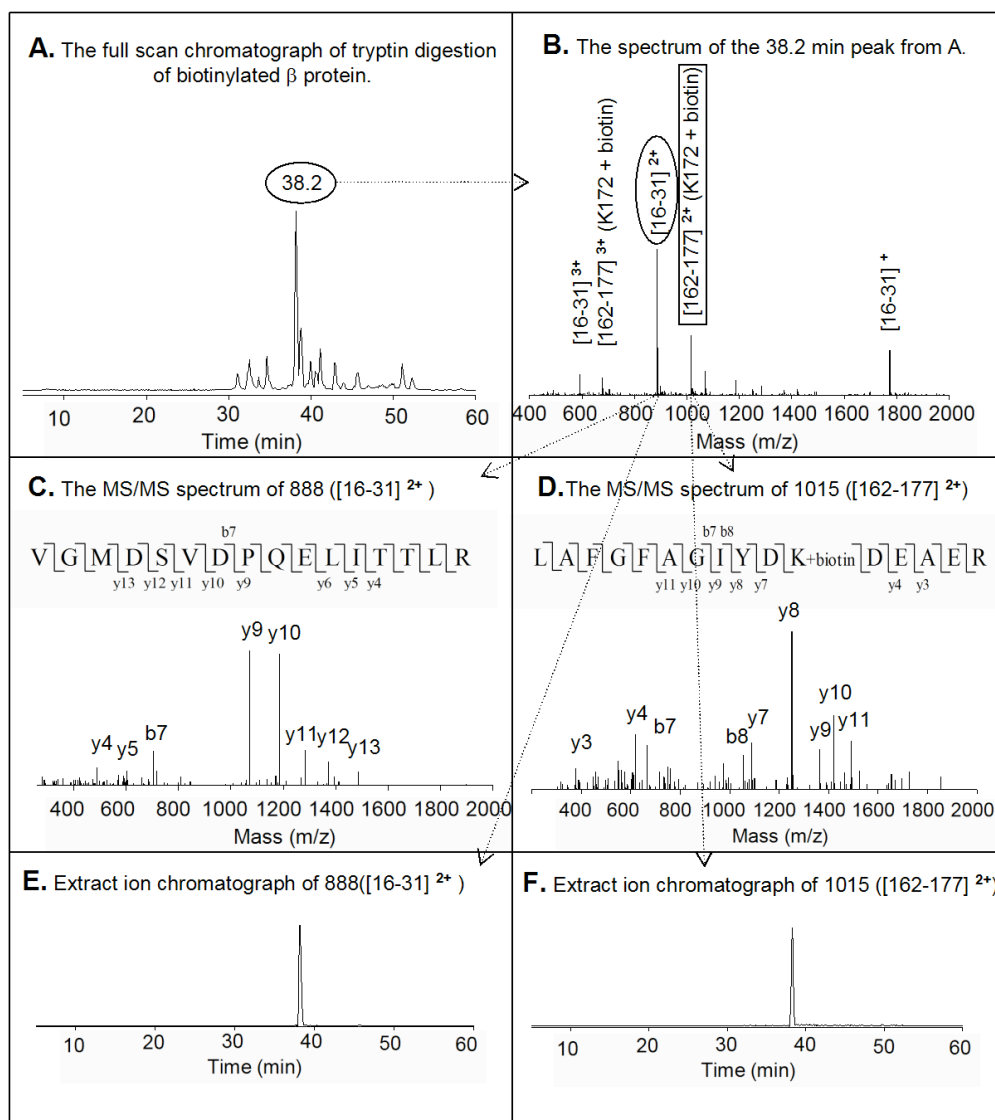 A. The full scan chromatograph of tryptin digestion
of biotinylated β protein.
38.2
10 20 30 40 50 60
Time (min)
B. The spectrum of the 38.2 min peak from A.
[16-31] 3+
[162-177] 3+ (K172 + biotin)
[16-31] 2+
[162-177] 2+ (K172 + biotin)
[16-31] +
400 600 800 1000 1200 1400 1600 1800 2000
Mass (m/z)
C. The MS/MS spectrum of 888 ([16-31] 2+ )
b7
V G M D S V D P Q E L I T T L R
y13 y12 y11 y10 y9 y6 y5 y4
y9 y10
y4 y5 b7 y11 y12 y13
400 600 800 1000 1200 1400 1600 1800 2000
Mass (m/z)
D.The MS/MS spectrum of 1015 ([162-177] 2+)
b7 b8
L A F G F A G I Y D K+biotin D E A E R
y11 y10 y9 y8 y7 y4 y3
y8
y3 y4 b7 b8 y7 y9 y10 y11
400 600 800 1000 1200 1400 1600 1800 2000
Mass (m/z)
E. Extract ion chromatograph of 888([16-31] 2+ )
10 20 30 40 50 60
Time (min)
F. Extract ion chromatograph of 1015 ([162-177] 2+)
10 20 30 40 50 60
Time (min)